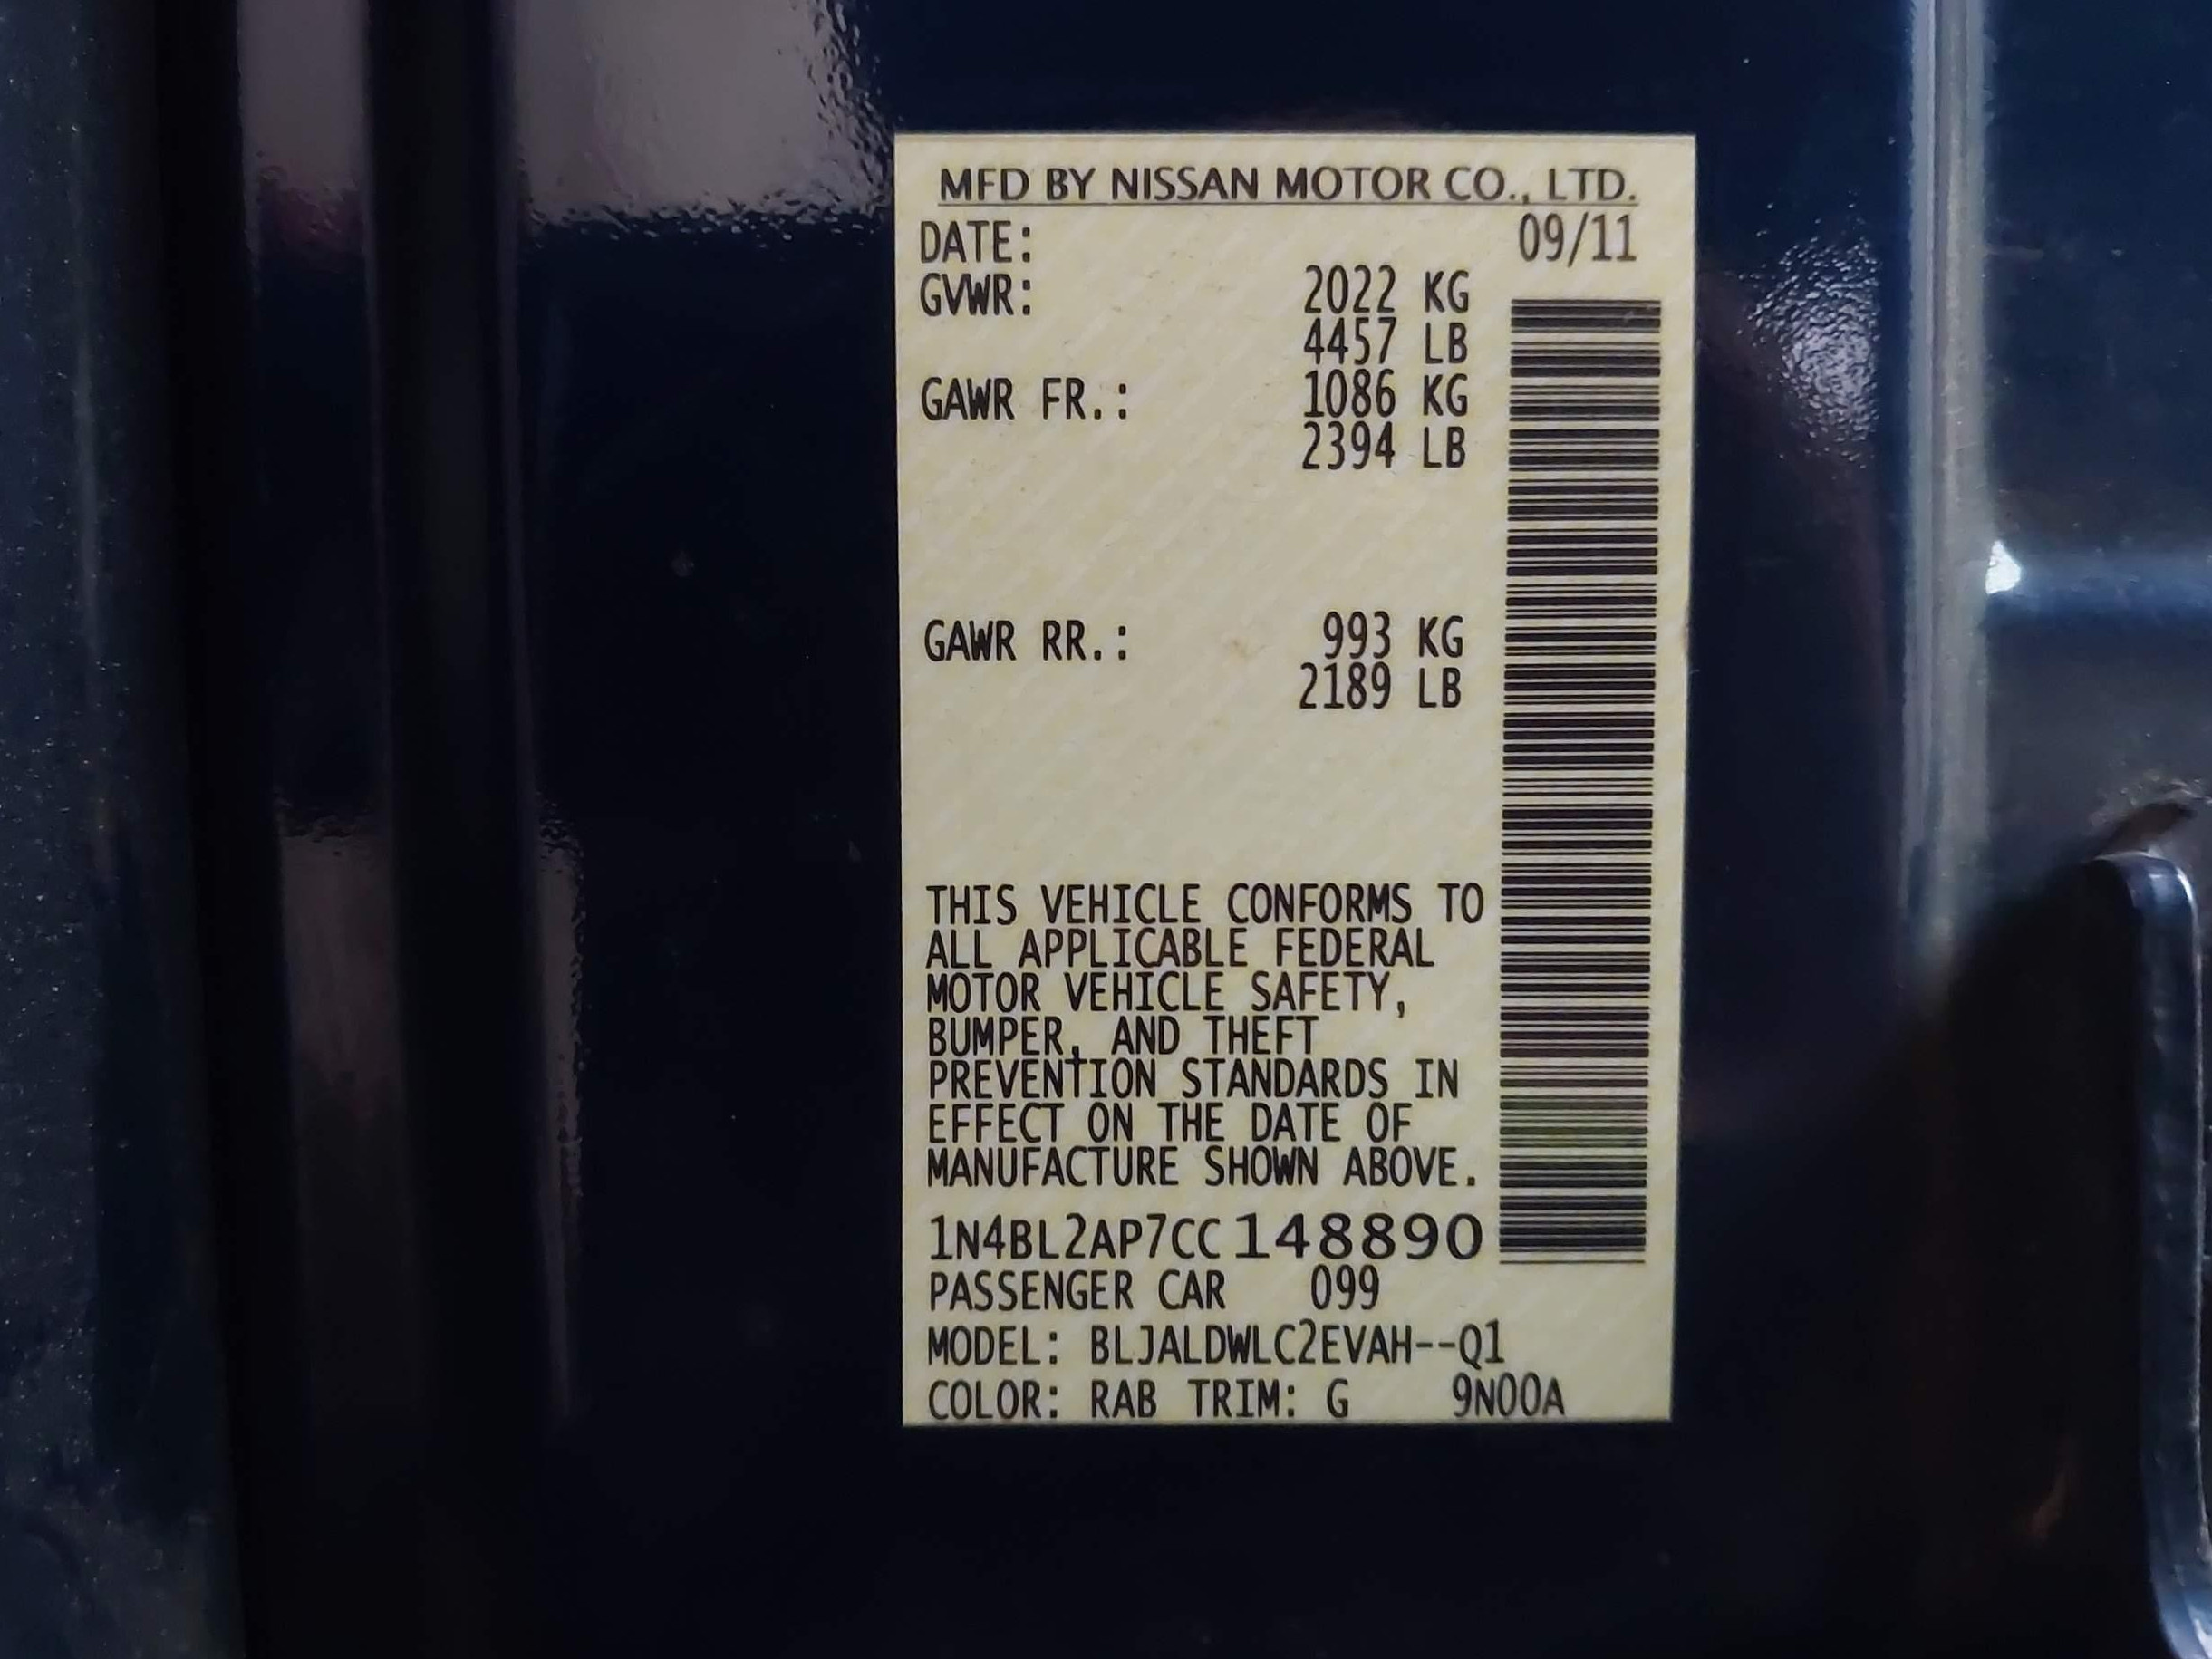 MFD BY NISSAN MOTOR CO., LTD.
DATE: 09/11
GVWR: 2022 KG
4457 LB
GAWR FR.: 1086 KG
2394 LB
GAWR RR.: 993 KG
2189 LB
THIS VEHICLE CONFORMS TO
ALL APPLICABLE FEDERAL
MOTOR VEHICLE SAFETY,
BUMPER, AND THEFT
PREVENTION STANDARDS IN
EFFECT ON THE DATE OF
MANUFACTURE SHOWN ABOVE.
1N4BL2AP7CC148890
PASSENGER CAR 099
MODEL: BLJALDWLC2EVAH--Q1
COLOR: RAB TRIM: G 9N00A